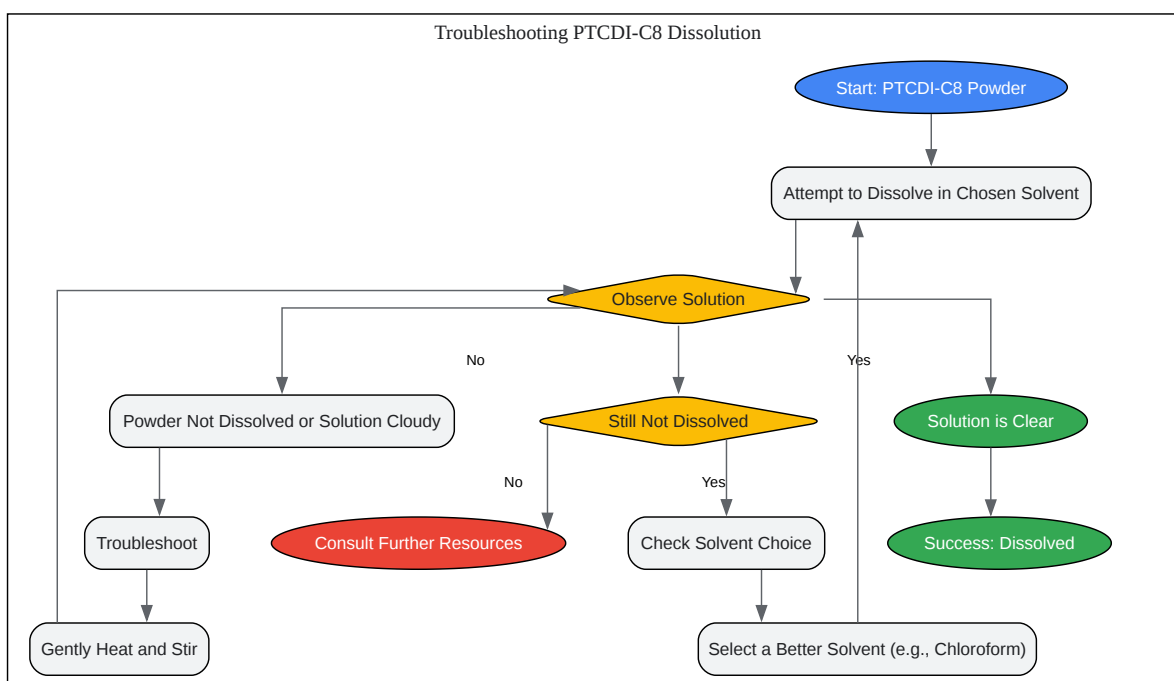 Troubleshooting PTCDI-C8 Dissolution
Start: PTCDI-C8 Powder
Attempt to Dissolve in Chosen Solvent
Observe Solution
No
Yes
Powder Not Dissolved or Solution Cloudy
Still Not Dissolved
Solution is Clear
No
Yes
Troubleshoot
Consult Further Resources
Check Solvent Choice
Success: Dissolved
Gently Heat and Stir
Select a Better Solvent (e.g., Chloroform)